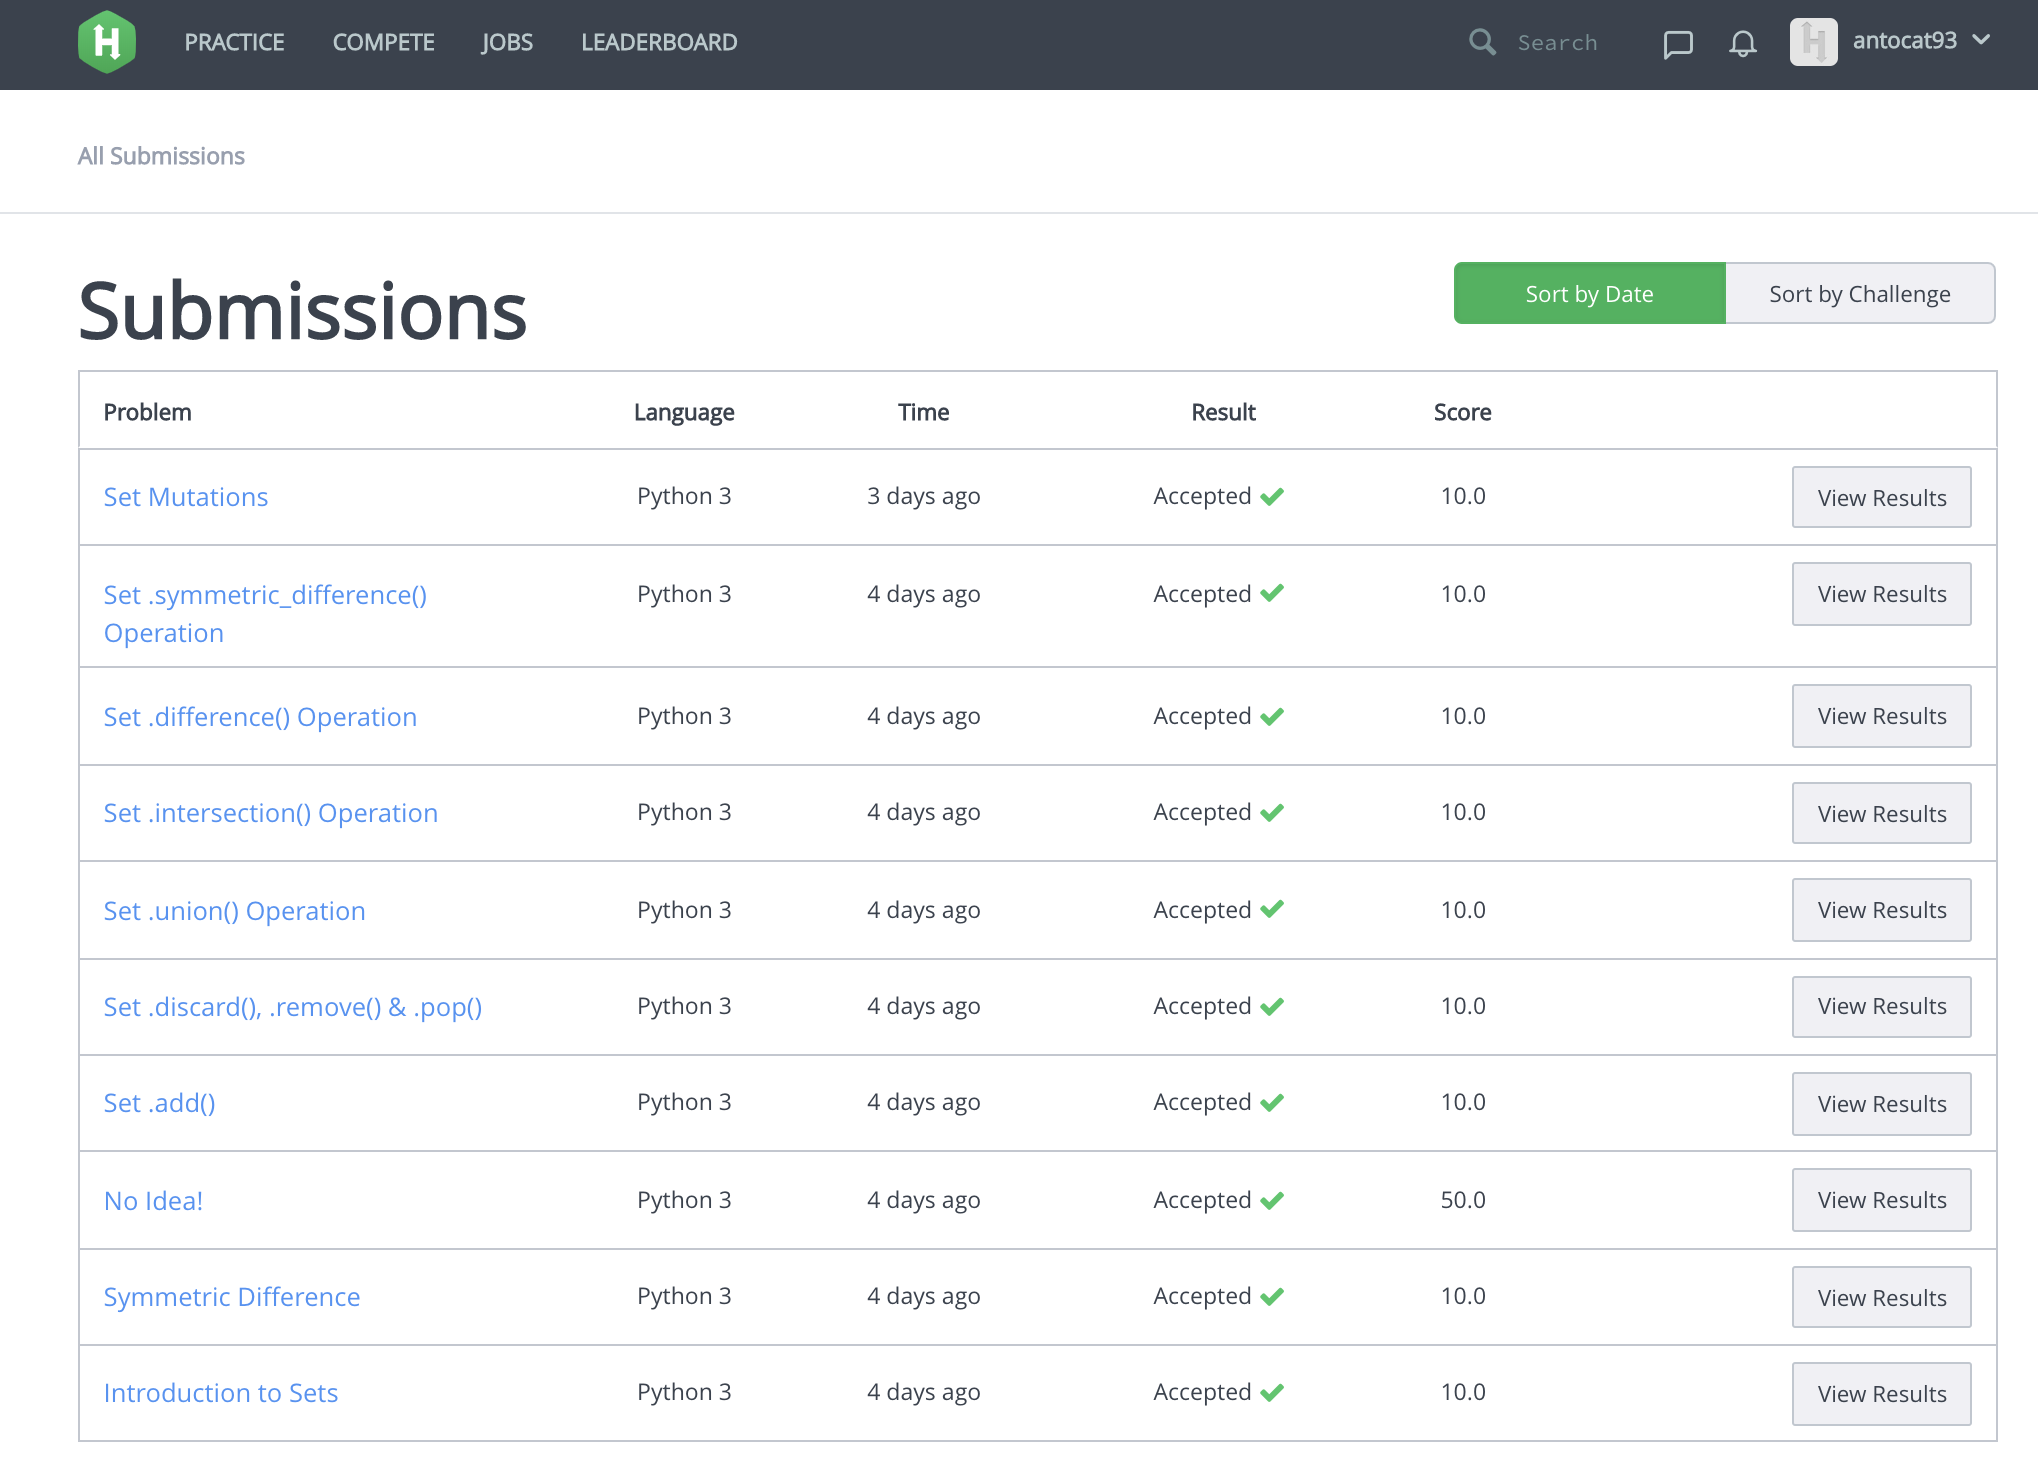 H PRACTICE COMPETE JOBS LEADERBOARD Search H antocat93
All Submissions
Submissions Sort by Date Sort by Challenge
Problem Language Time Result Score
Set Mutations Python 3 3 days ago Accepted 10.0 View Results
Set .symmetric_difference() Python 3 4 days ago Accepted 10.0 View Results
Operation
Set .difference() Operation Python 3 4 days ago Accepted 10.0 View Results
Set .intersection() Operation Python 3 4 days ago Accepted 10.0 View Results
Set .union() Operation Python 3 4 days ago Accepted 10.0 View Results
Set .discard(), .remove() & .pop() Python 3 4 days ago Accepted 10.0 View Results
Set .add() Python 3 4 days ago Accepted 10.0 View Results
No Idea! Python 3 4 days ago Accepted 50.0 View Results
Symmetric Difference Python 3 4 days ago Accepted 10.0 View Results
Introduction to Sets Python 3 4 days ago Accepted 10.0 View Results